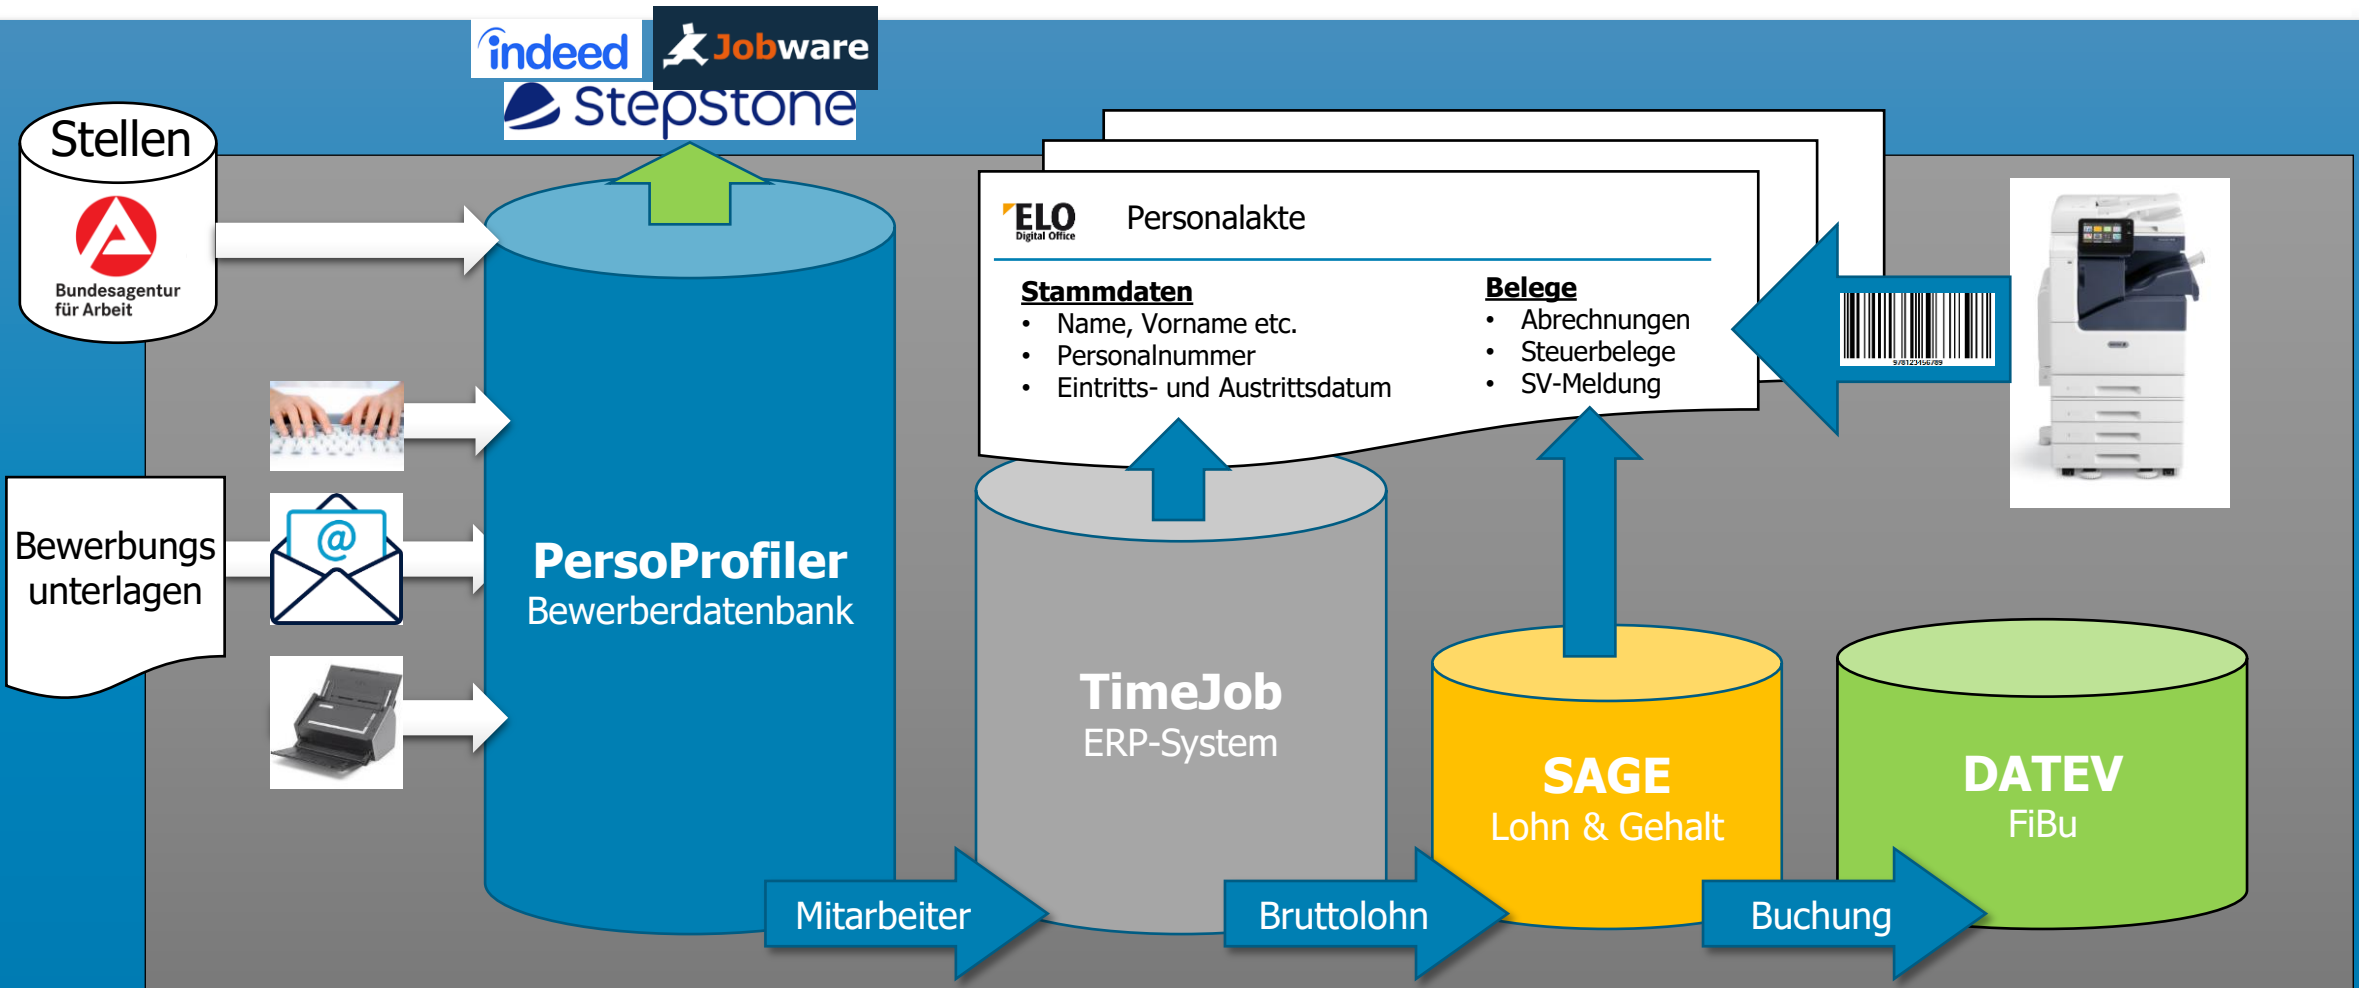 indeed
Jobware
StepStone
Stellen
Bundesagentur
für Arbeit
ELO
Digital Office
Personalakte
Stammdaten
• Name, Vorname etc.
• Personalnummer
• Eintritts- und Austrittsdatum
Belege
• Abrechnungen
• Steuerbelege
• SV-Meldung
978123456789
Bewerbungs
unterlagen
@
PersoProfiler
Bewerberdatenbank
TimeJob
ERP-System
SAGE
Lohn & Gehalt
DATEV
FiBu
Mitarbeiter
Bruttolohn
Buchung